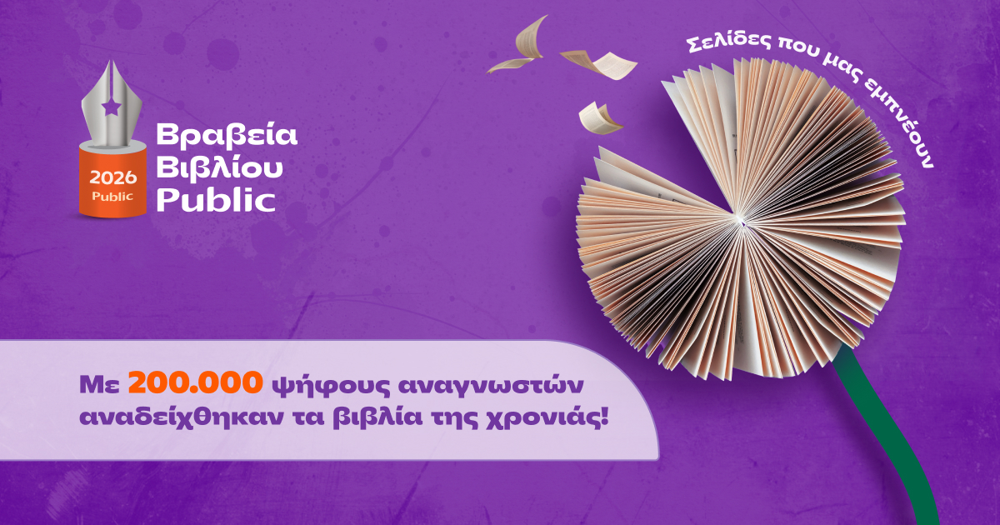 Σελίδες που μας εμπνέουν
2026
Public
Βραβεία
Βιβλίου
Public
Με 200.000 ψήφους αναγνωστών
αναδείχθηκαν τα βιβλία της χρονιάς!